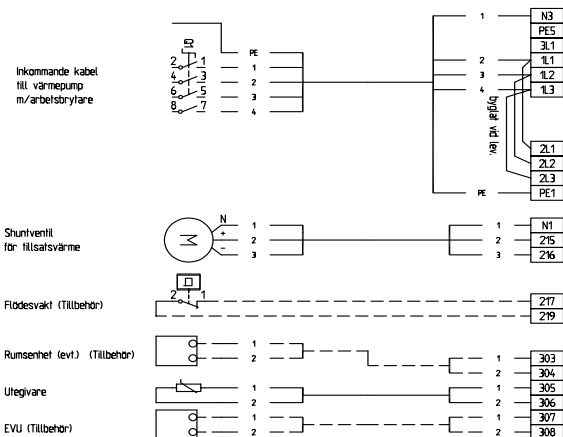 1 N3
PE5
Q1
3L1
PE
2 1 1 2 1L1
Inkommande kabel
4 3 2 3 1L2
till värmepump
6 5 3 4 1L3
m/arbetsbrytare
8 7 4
byglat vid lev.
2L1
2L2
2L3
PE PE1
N 1 1 N1
Shuntventil
M + 2 2 215
för tillsatsvärme
- 3 3 216
2 1 217
Flödesvakt (Tillbehör)
219
1
Rumsenhet (evt.) (Tillbehör)
2 1 303
2 304
Utegivare
1 1 305
2 2 306
1 1 307
EVU (Tillbehör)
2 2 308